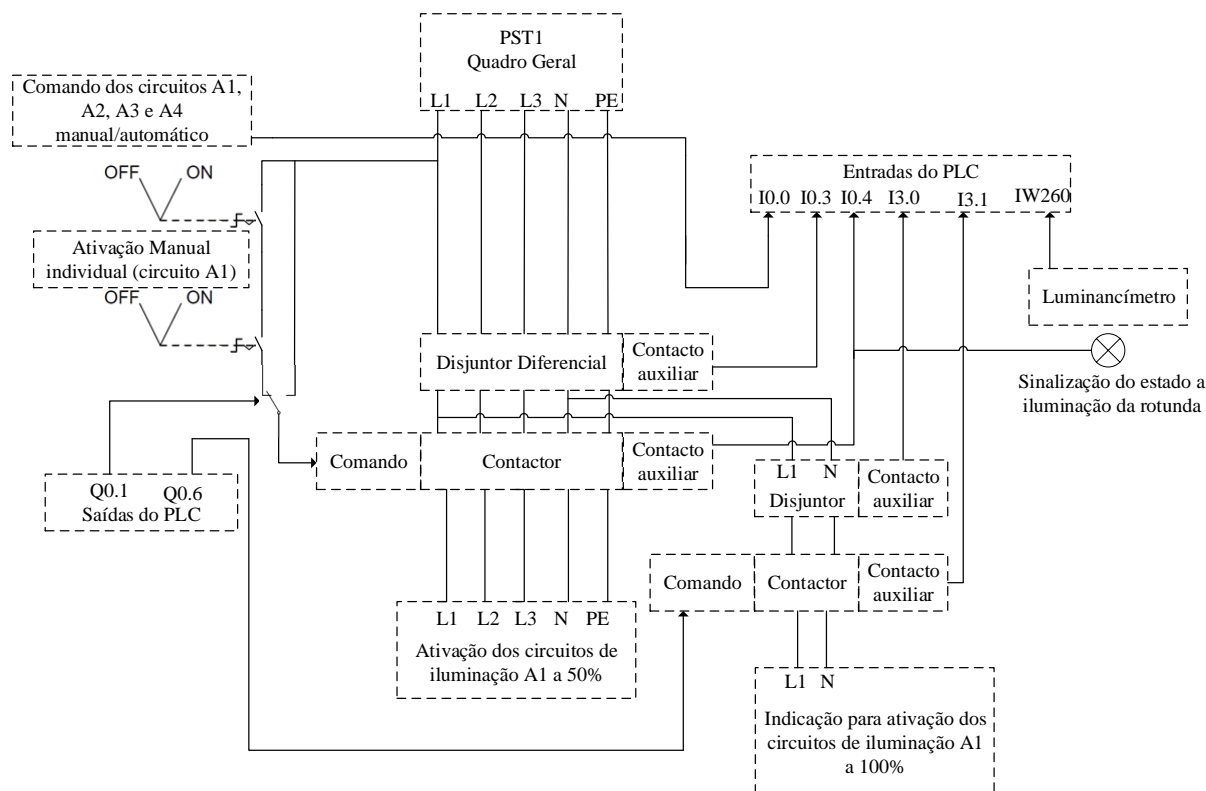 PST1
Quadro Geral
L1 L2 L3 N PE
Comando dos circuitos A1,
A2, A3 e A4
manual/automático
OFF ON
Ativação Manual
individual (circuito A1)
OFF ON
Entradas do PLC
I0.0 I0.3 I0.4 I3.0 I3.1 IW260
Luminancímetro
Sinalização do estado a
iluminação da rotunda
Disjuntor Diferencial
Contacto
auxiliar
Comando
Contactor
Contacto
auxiliar
Q0.1 Q0.6
Saídas do PLC
L1 N
Disjuntor
Contacto
auxiliar
Comando
Contactor
Contacto
auxiliar
L1 L2 L3 N PE
Ativação dos circuitos de
iluminação A1 a 50%
L1 N
Indicação para ativação dos
circuitos de iluminação A1
a 100%